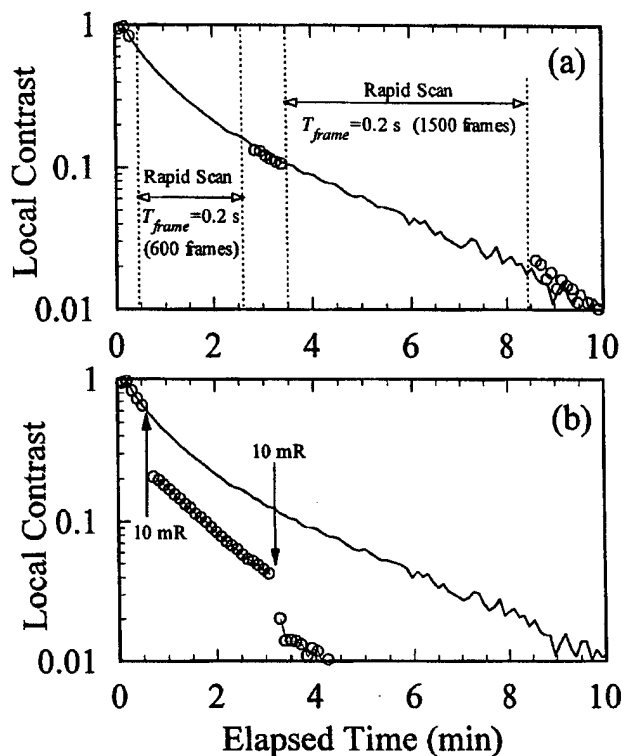 1
0.1
0.01
Local Contrast
(a)
Rapid Scan
T_frame=0.2 s (1500 frames)
Rapid Scan
T_frame=0.2 s
(600 frames)
0 2 4 6 8 10
1
0.1
0.01
Local Contrast
(b)
10 mR
10 mR
0 2 4 6 8 10
Elapsed Time (min)